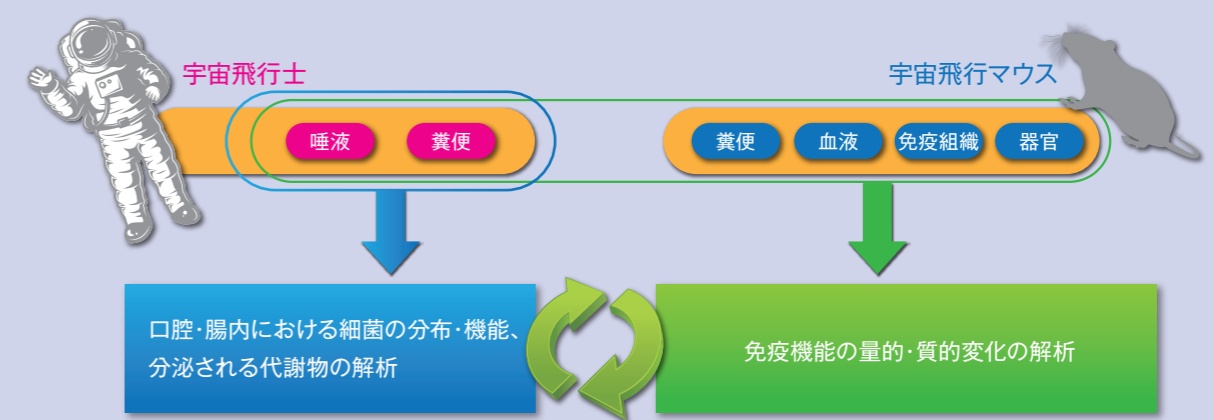 宇宙飛行士
宇宙飛行マウス
唾液
糞便
糞便
血液
免疫組織
器官
口腔・腸内における細菌の分布・機能、
分泌される代謝物の解析
免疫機能の量的・質的変化の解析